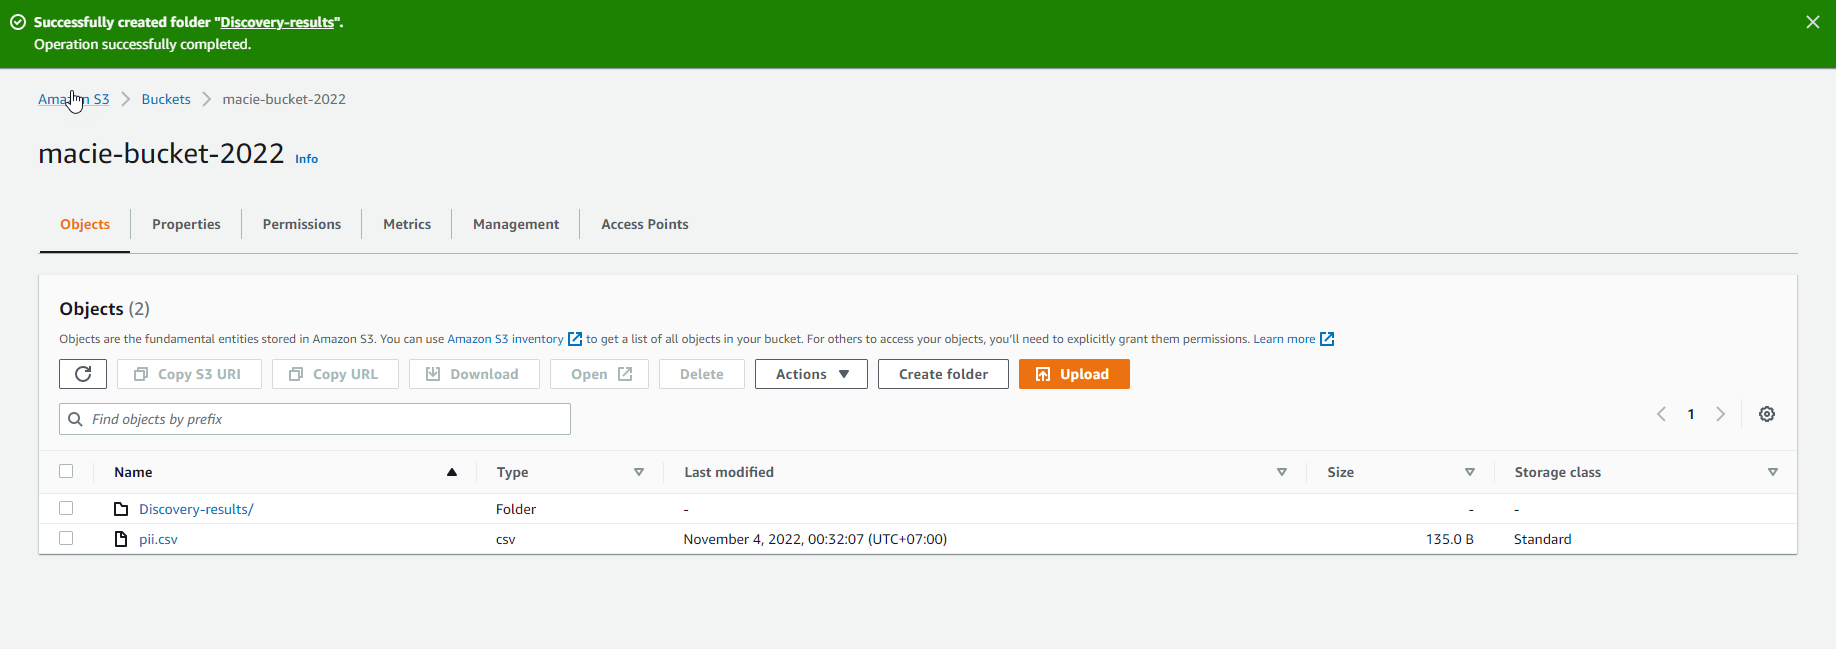 Successfully created folder "Discovery-results".
Operation successfully completed.
Amazon S3 Buckets macie-bucket-2022
macie-bucket-2022 Info
Objects Properties Permissions Metrics Management Access Points
Objects (2)
Objects are the fundamental entities stored in Amazon S3. You can use Amazon S3 inventory to get a list of all objects in your bucket. For others to access your objects, you'll need to explicitly grant them permissions. Learn more
Copy S3 URI Copy URL Download Open Delete Actions Create folder Upload
Find objects by prefix 1
Name Type Last modified Size Storage class
Discovery-results/ Folder - - -
pii.csv csv November 4, 2022, 00:32:07 (UTC+07:00) 135.0 B Standard